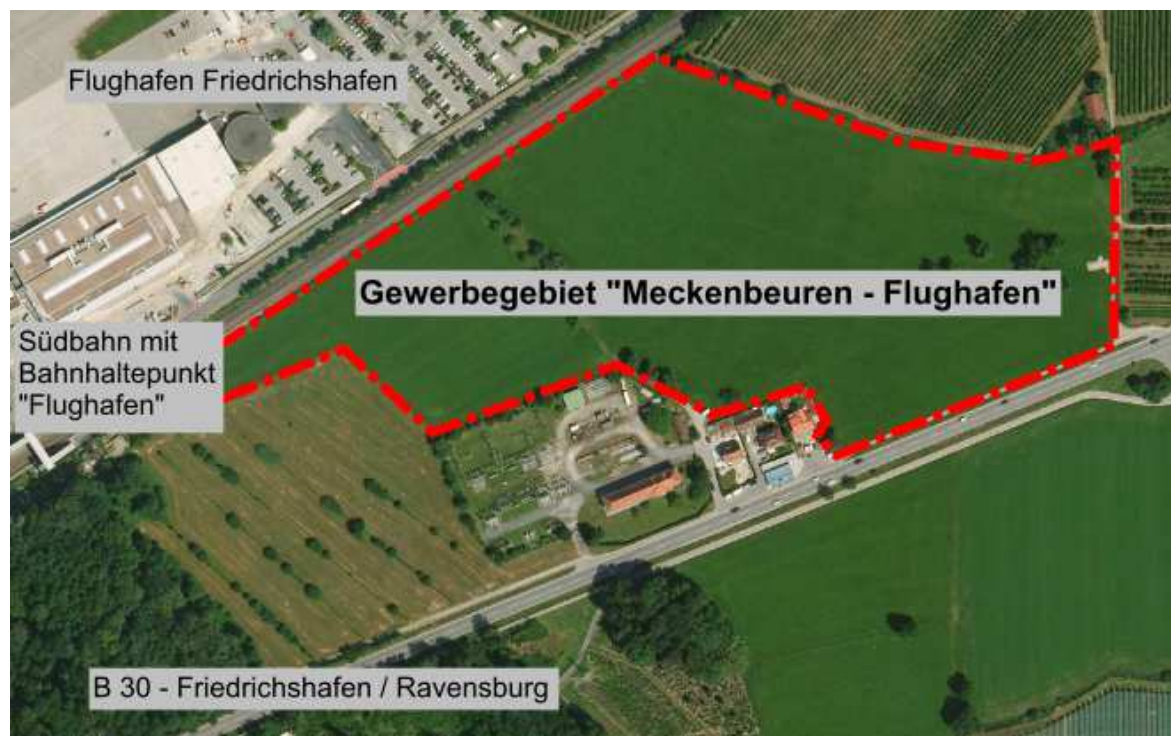 Flughafen Friedrichshafen
Gewerbegebiet "Meckenbeuren - Flughafen"
Südbahn mit
Bahnhaltepunkt
"Flughafen"
B 30 - Friedrichshafen / Ravensburg